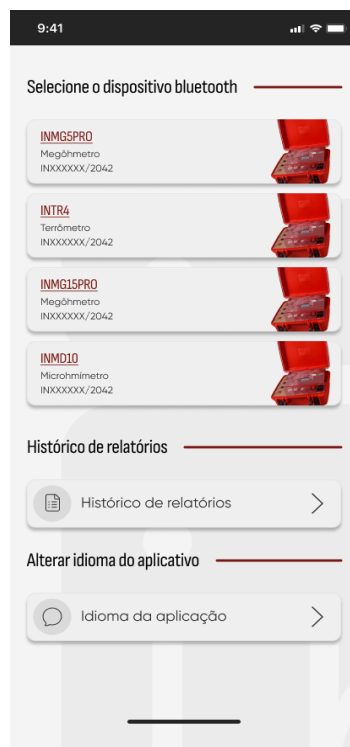 9:41
Selecione o dispositivo bluetooth
INMG5PRO
Megôhmetro
INXXXXXX/2042
INTR4
Terrômetro
INXXXXXX/2042
INMG15PRO
Megôhmetro
INXXXXXX/2042
INMD10
Microhmímetro
INXXXXXX/2042
Histórico de relatórios
Histórico de relatórios
Alterar idioma do aplicativo
Idioma da aplicação